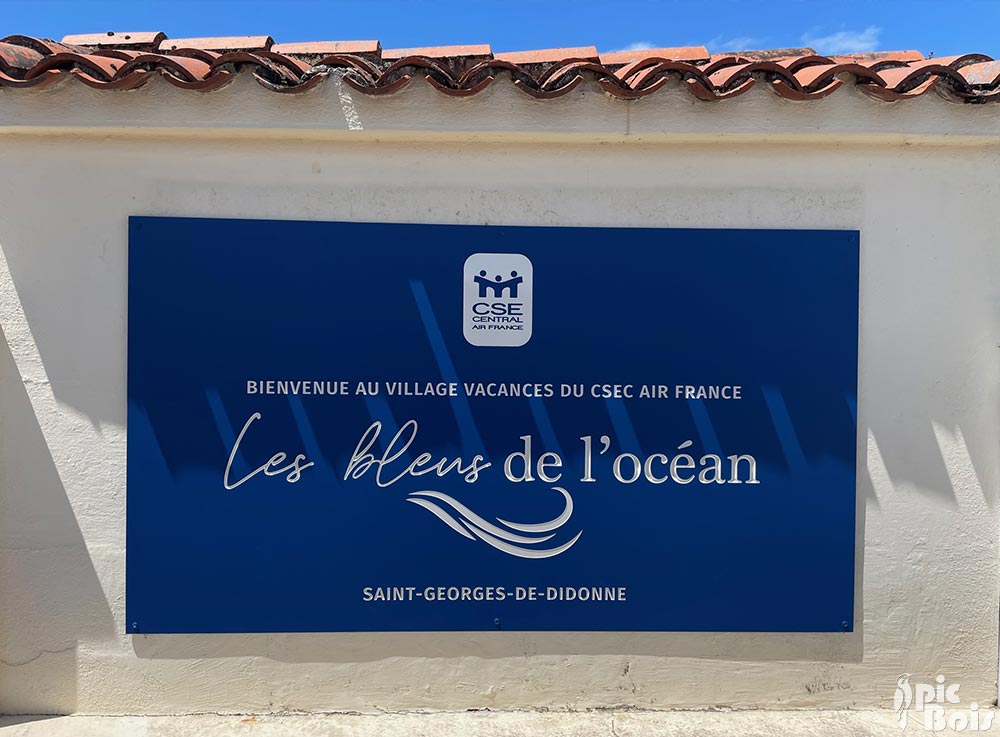 CSE
CENTRAL
AIR FRANCE
BIENVENUE AU VILLAGE VACANCES DU CSEC AIR FRANCE
Les bleus de l'océan
SAINT-GEORGES-DE-DIDONNE
pic
Bois